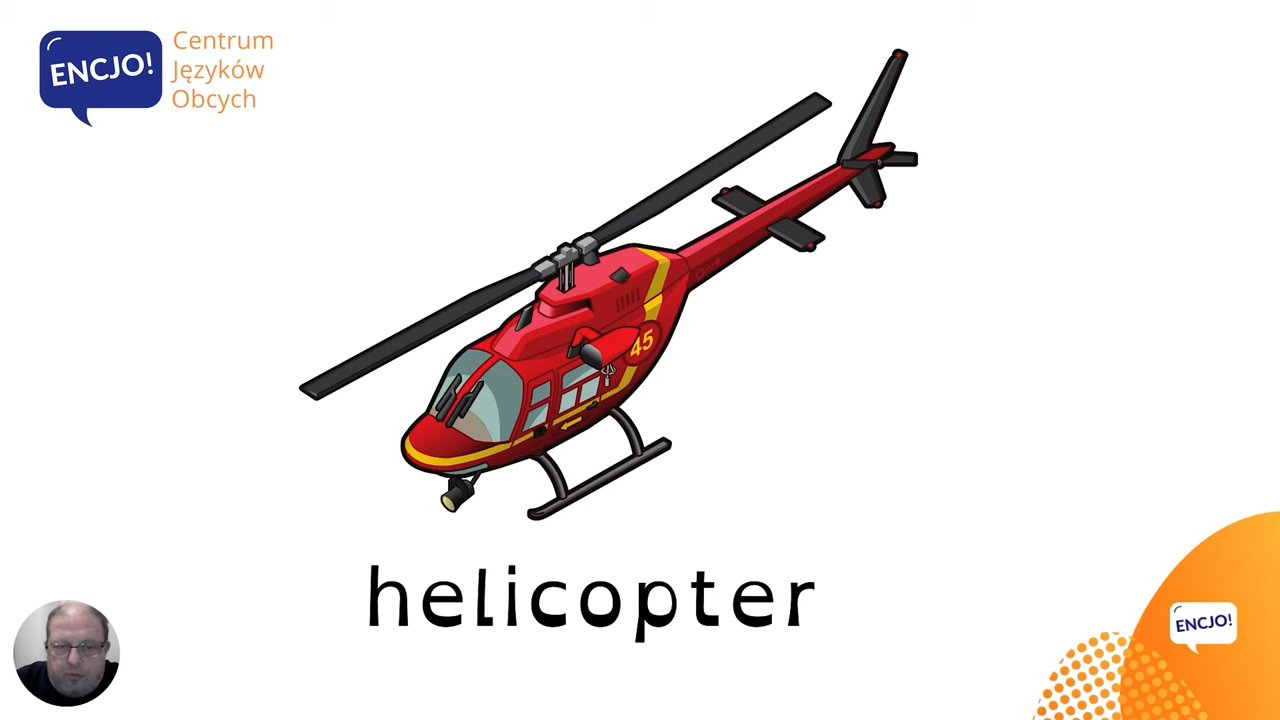 ENCJO!
Centrum
Języków
Obcych
45
helicopter
ENCJO!